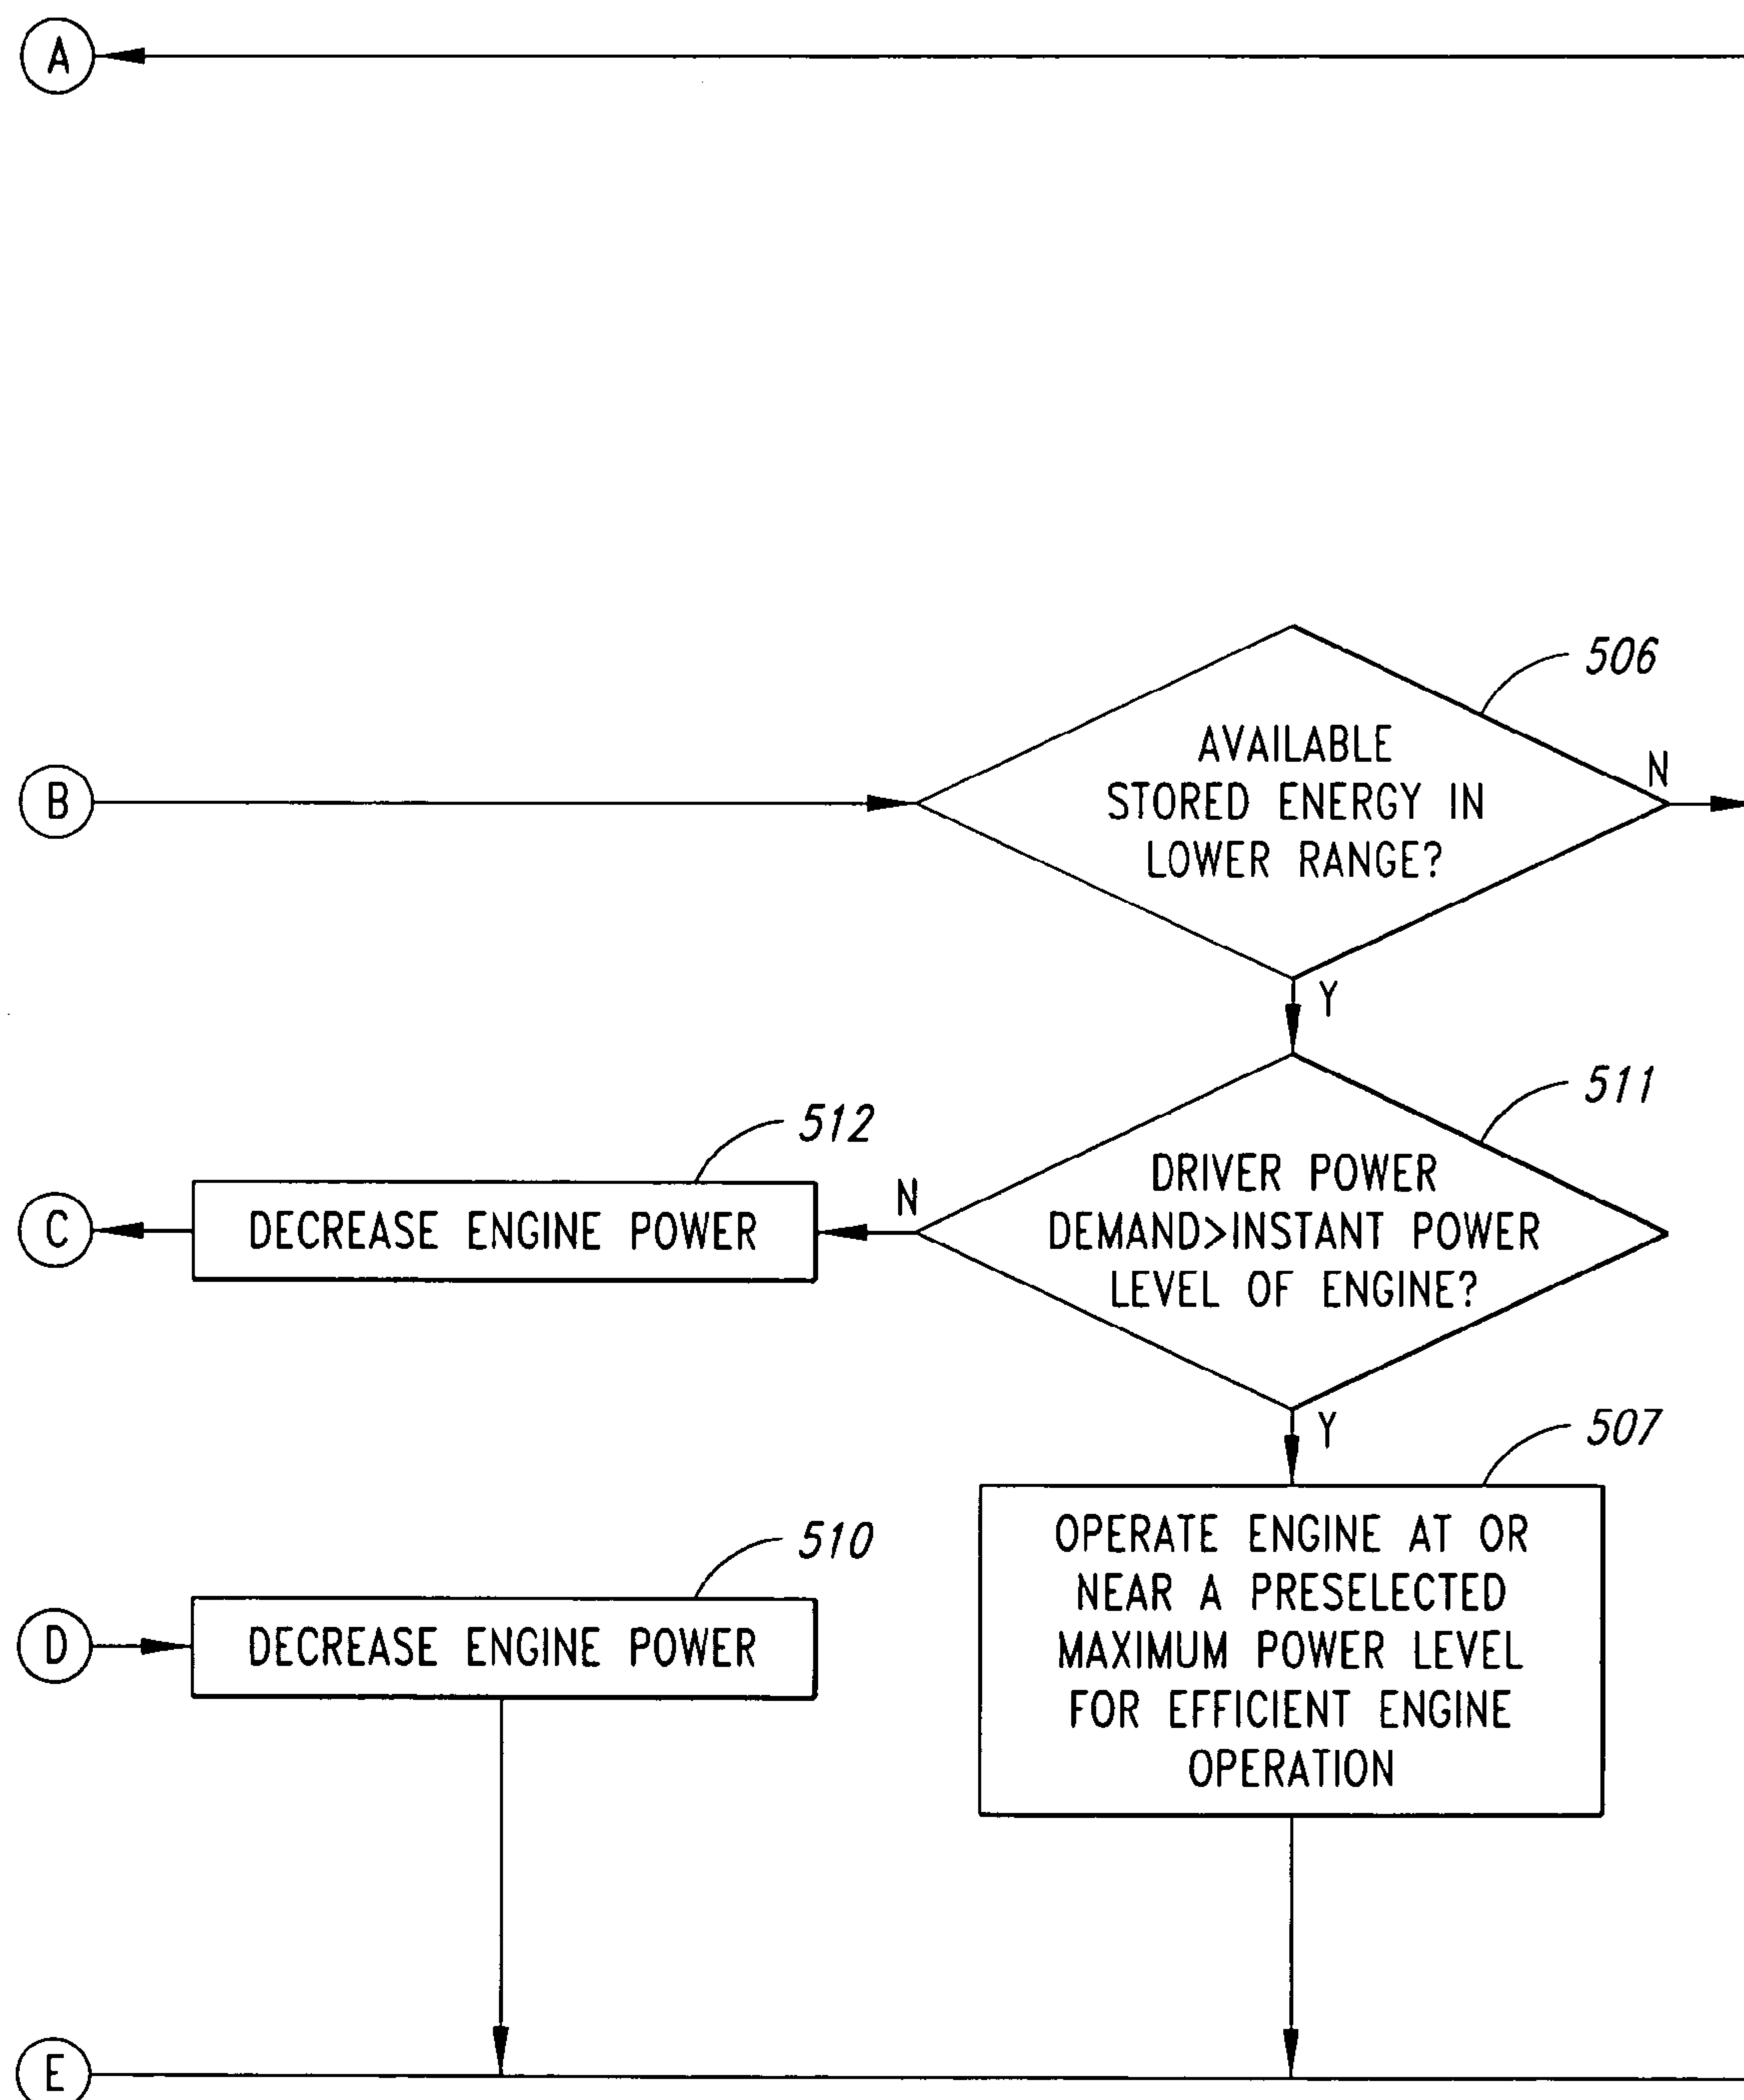 A
506
AVAILABLE
STORED ENERGY IN
LOWER RANGE?
N
B
Y
511
512
DRIVER POWER
DEMAND>INSTANT POWER
LEVEL OF ENGINE?
N
DECREASE ENGINE POWER
C
Y
507
510
OPERATE ENGINE AT OR
NEAR A PRESELECTED
MAXIMUM POWER LEVEL
FOR EFFICIENT ENGINE
OPERATION
D
DECREASE ENGINE POWER
E